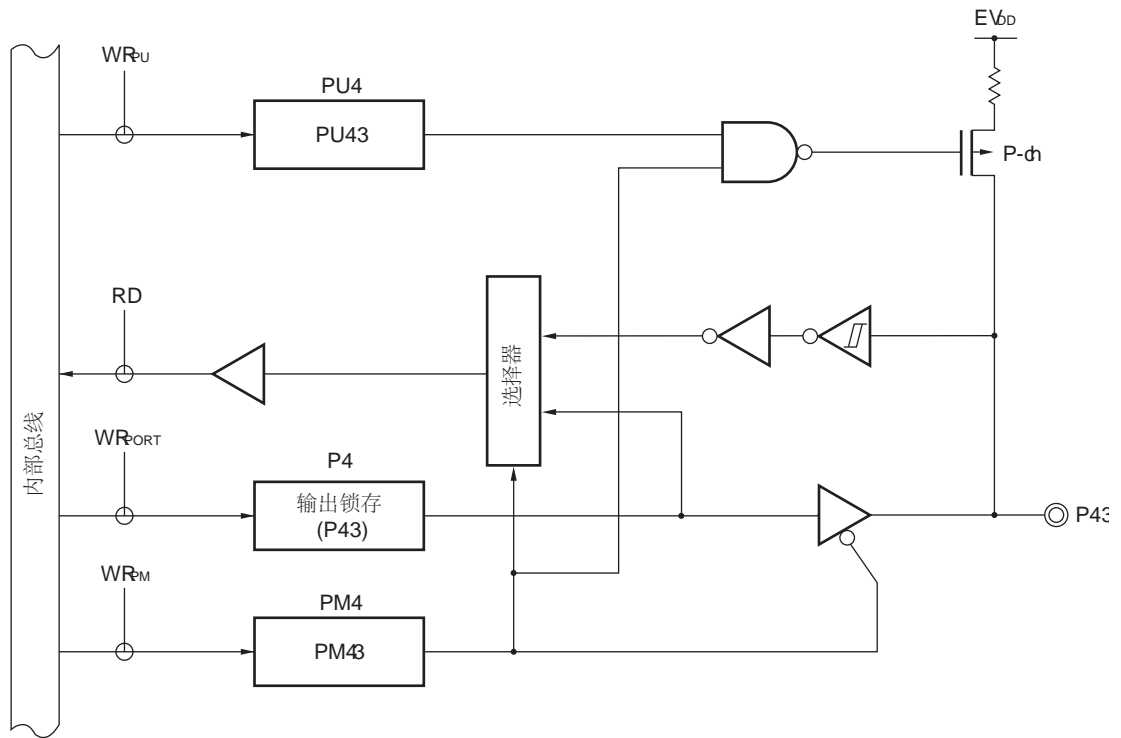 EVDD
WRPU
PU4
PU43
P-ch
RD
选择器
内部总线
WRPORT
P4
输出锁存
(P43)
P43
WRPM
PM4
PM43